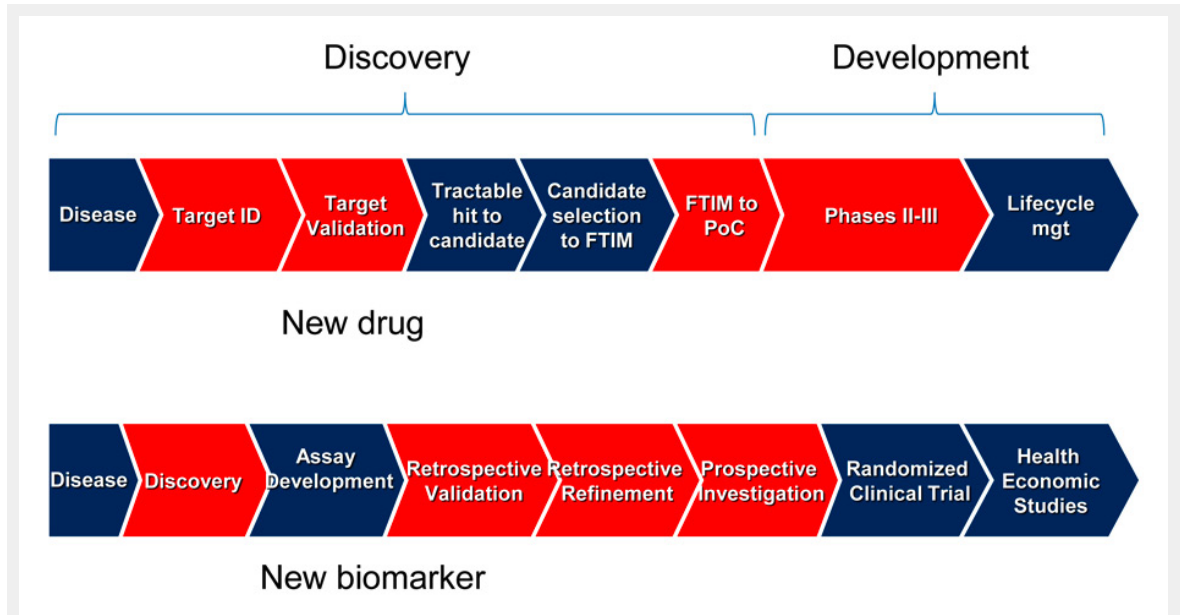 Discovery
Development
Disease
Target ID
Target
Validation
Tractable
hit to
candidate
Candidate
selection
to FTIM
FTIM to
PoC
Phases II-III
Lifecycle
mgt
New drug
Disease
Discovery
Assay
Development
Retrospective
Validation
Retrospective
Refinement
Prospective
Investigation
Randomized
Clinical Trial
Health
Economic
Studies
New biomarker